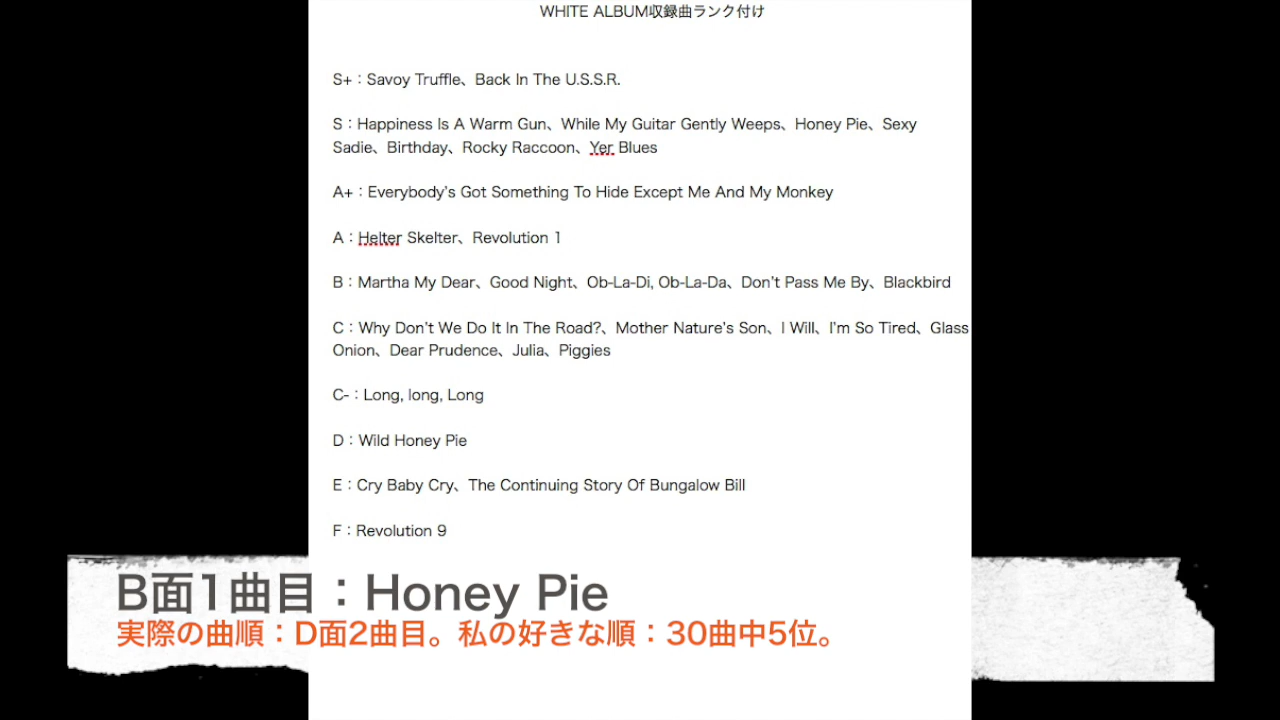 WHITE ALBUM収録曲ランク付け
S+：Savoy Truffle、Back In The U.S.S.R.
S：Happiness Is A Warm Gun、While My Guitar Gently Weeps、Honey Pie、Sexy
Sadie、Birthday、Rocky Raccoon、Yer Blues
A+：Everybody's Got Something To Hide Except Me And My Monkey
A：Helter Skelter、Revolution 1
B：Martha My Dear、Good Night、Ob-La-Di, Ob-La-Da、Don't Pass Me By、Blackbird
C：Why Don't We Do It In The Road?、Mother Nature's Son、I Will、I'm So Tired、Glass
Onion、Dear Prudence、Julia、Piggies
C-：Long, long, Long
D：Wild Honey Pie
E：Cry Baby Cry、The Continuing Story Of Bungalow Bill
F：Revolution 9
B面1曲目：Honey Pie
実際の曲順：D面2曲目。私の好きな順：30曲中5位。